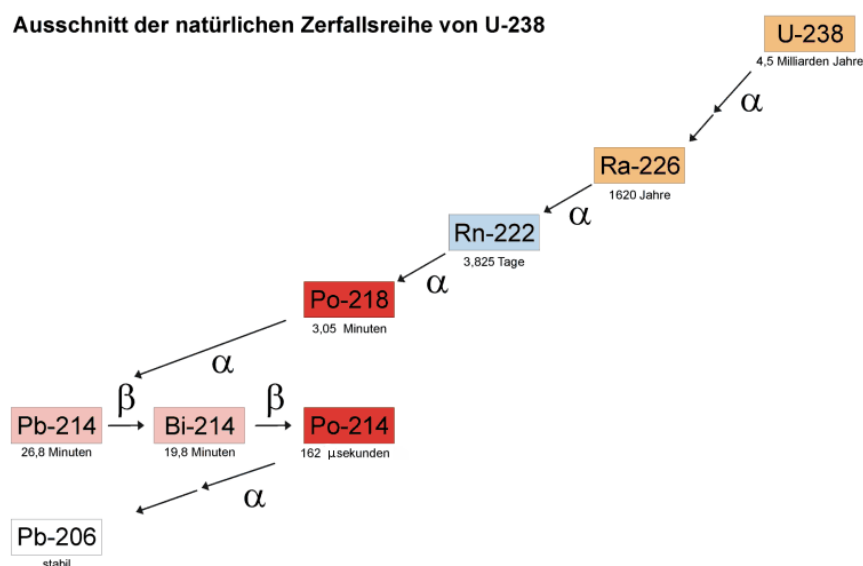 Ausschnitt der natürlichen Zerfallsreihe von U-238
U-238
4,5 Milliarden Jahre
α
Ra-226
1620 Jahre
α
Rn-222
3,825 Tage
α
Po-218
3,05 Minuten
α
β
β
Pb-214
Bi-214
Po-214
26,8 Minuten
19,8 Minuten
162 µsekunden
α
Pb-206
stabil